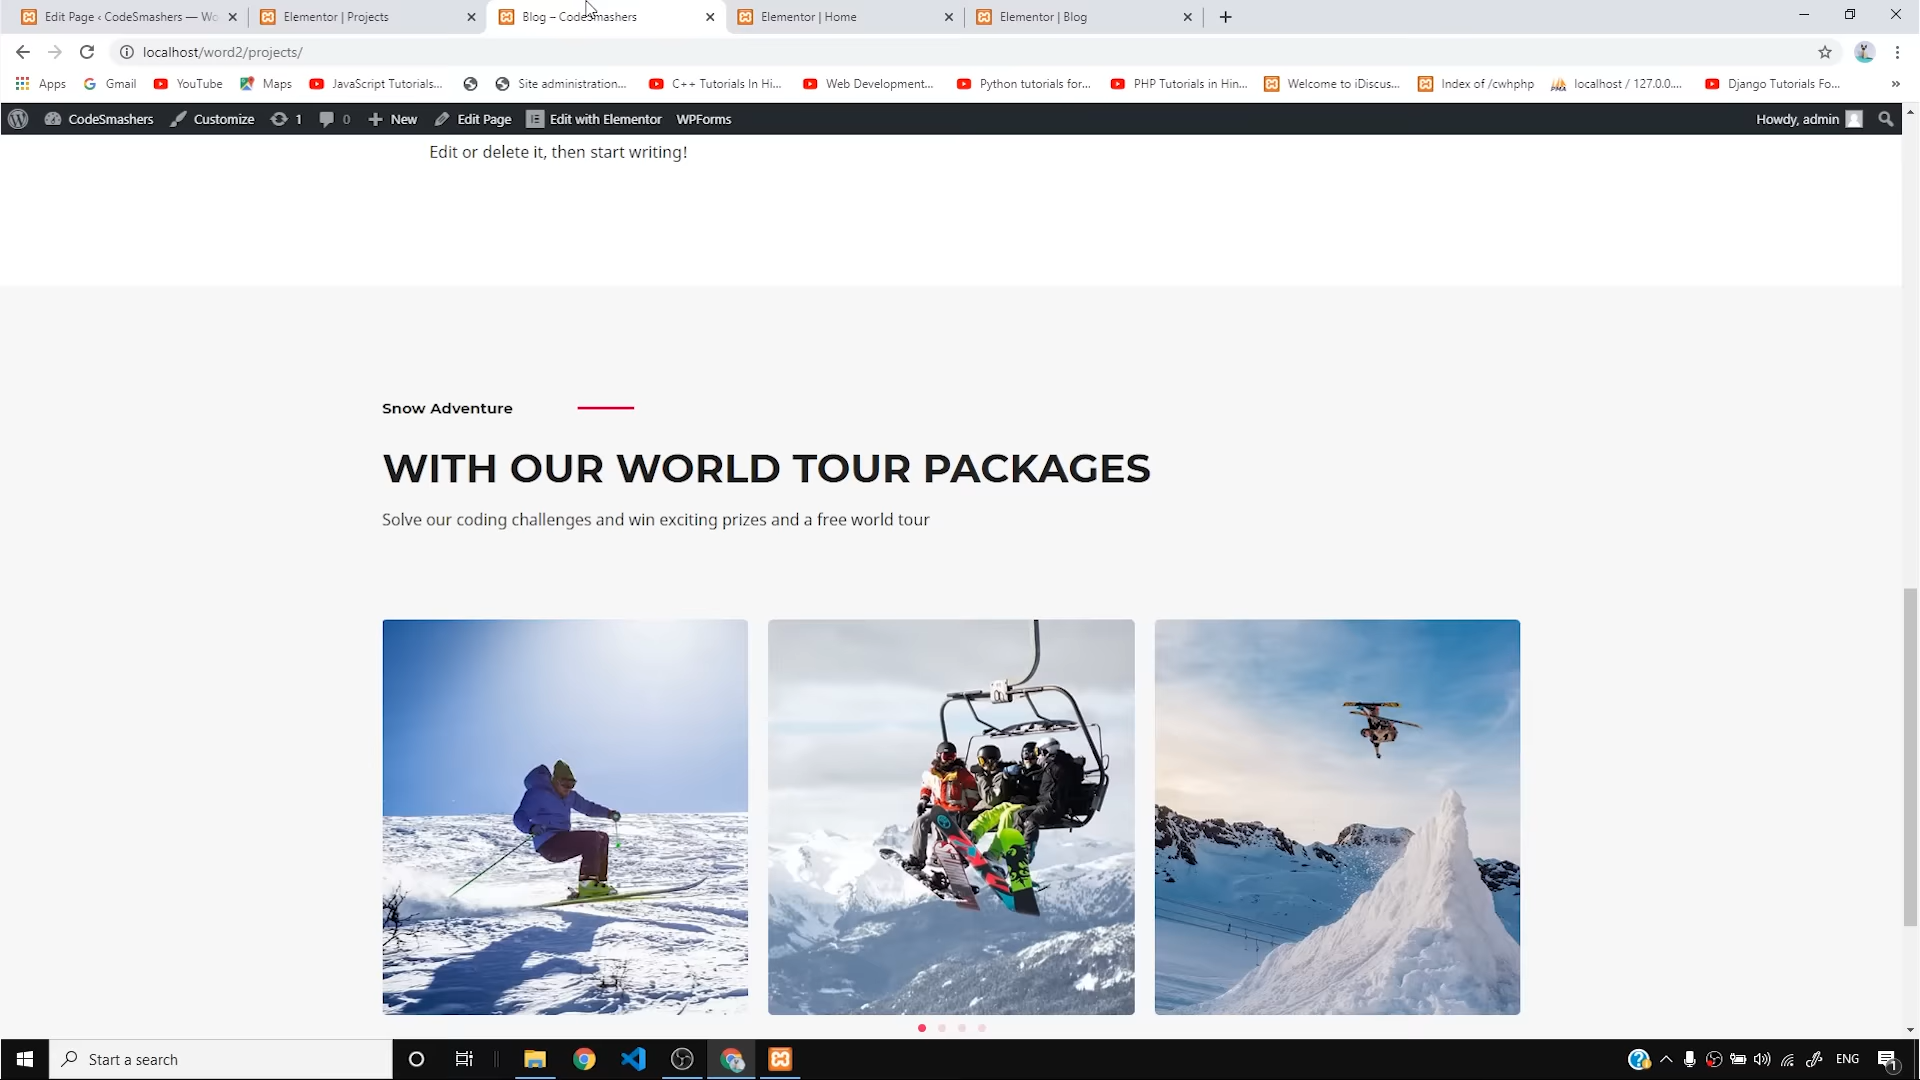 Edit Page ‹ CodeSmashers — Wo
Elementor | Projects
Blog – CodeSmashers
Elementor | Home
Elementor | Blog
localhost/word2/projects/
Apps
Gmail
YouTube
Maps
JavaScript Tutorials...
Site administration...
C++ Tutorials In Hi...
Web Development...
Python tutorials for...
PHP Tutorials in Hin...
Welcome to iDiscus...
Index of /cwhphp
localhost / 127.0.0....
Django Tutorials Fo...
CodeSmashers
Customize
1
0
New
Edit Page
Edit with Elementor
WPForms
Howdy, admin
Edit or delete it, then start writing!
Snow Adventure
WITH OUR WORLD TOUR PACKAGES
Solve our coding challenges and win exciting prizes and a free world tour
Start a search
ENG
1